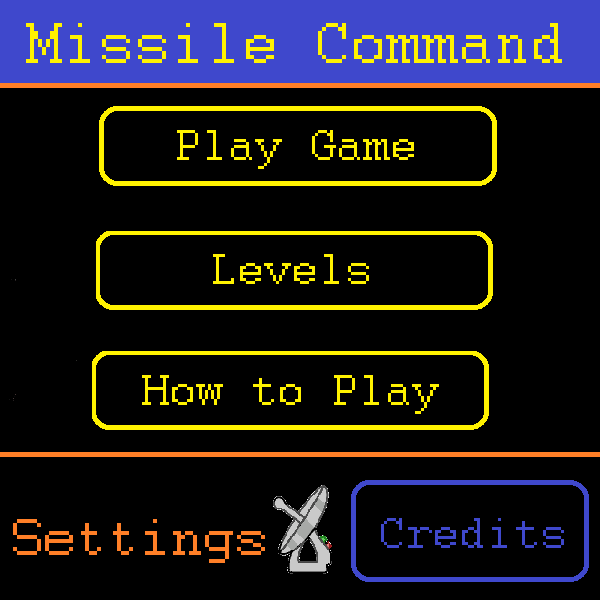 Missile Command
Play Game
Levels
How to Play
Settings
Credits